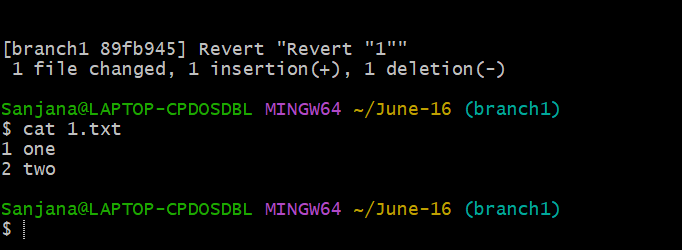 [branch1 89fb945] Revert "Revert "1""
 1 file changed, 1 insertion(+), 1 deletion(-)
Sanjana@LAPTOP-CPDOSDBL MINGW64 ~/June-16 (branch1)
$ cat 1.txt
1 one
2 two
Sanjana@LAPTOP-CPDOSDBL MINGW64 ~/June-16 (branch1)
$